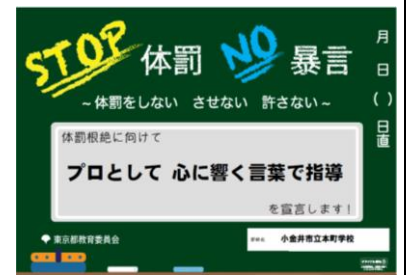 STOP 体罰 NO 暴言
~体罰をしない させない 許さない~
体罰根絶に向けて
プロとして 心に響く言葉で指導
を宣言します!
東京都教育委員会
小金井市立本町学校
月
日
( )
日直